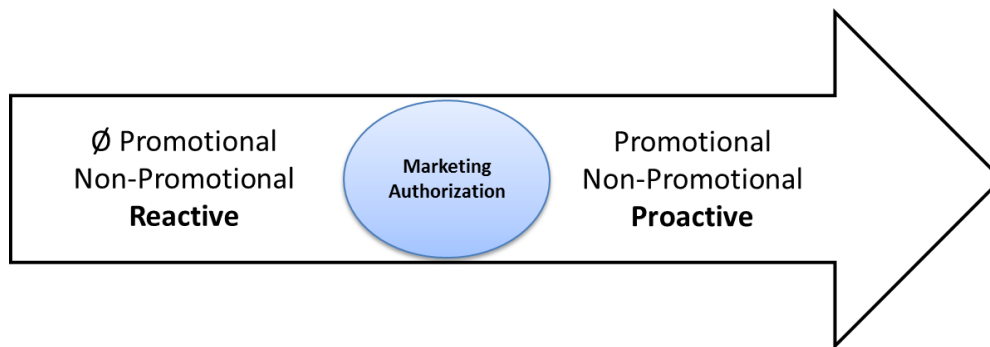 Ø Promotional
Non-Promotional
Reactive
Marketing
Authorization
Promotional
Non-Promotional
Proactive